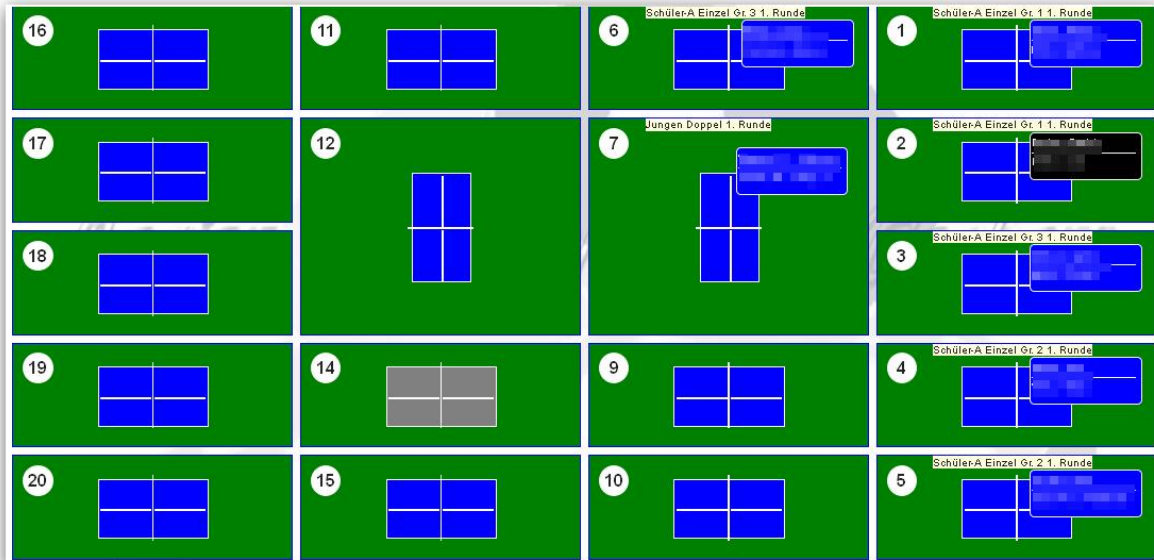 16
11
6
Schüler-A Einzel Gr. 3 1. Runde
1
Schüler-A Einzel Gr. 1 1. Runde
17
12
7
Jungen Doppel 1. Runde
2
Schüler-A Einzel Gr. 1 1. Runde
18
3
Schüler-A Einzel Gr. 3 1. Runde
19
14
9
4
Schüler-A Einzel Gr. 2 1. Runde
20
15
10
5
Schüler-A Einzel Gr. 2 1. Runde